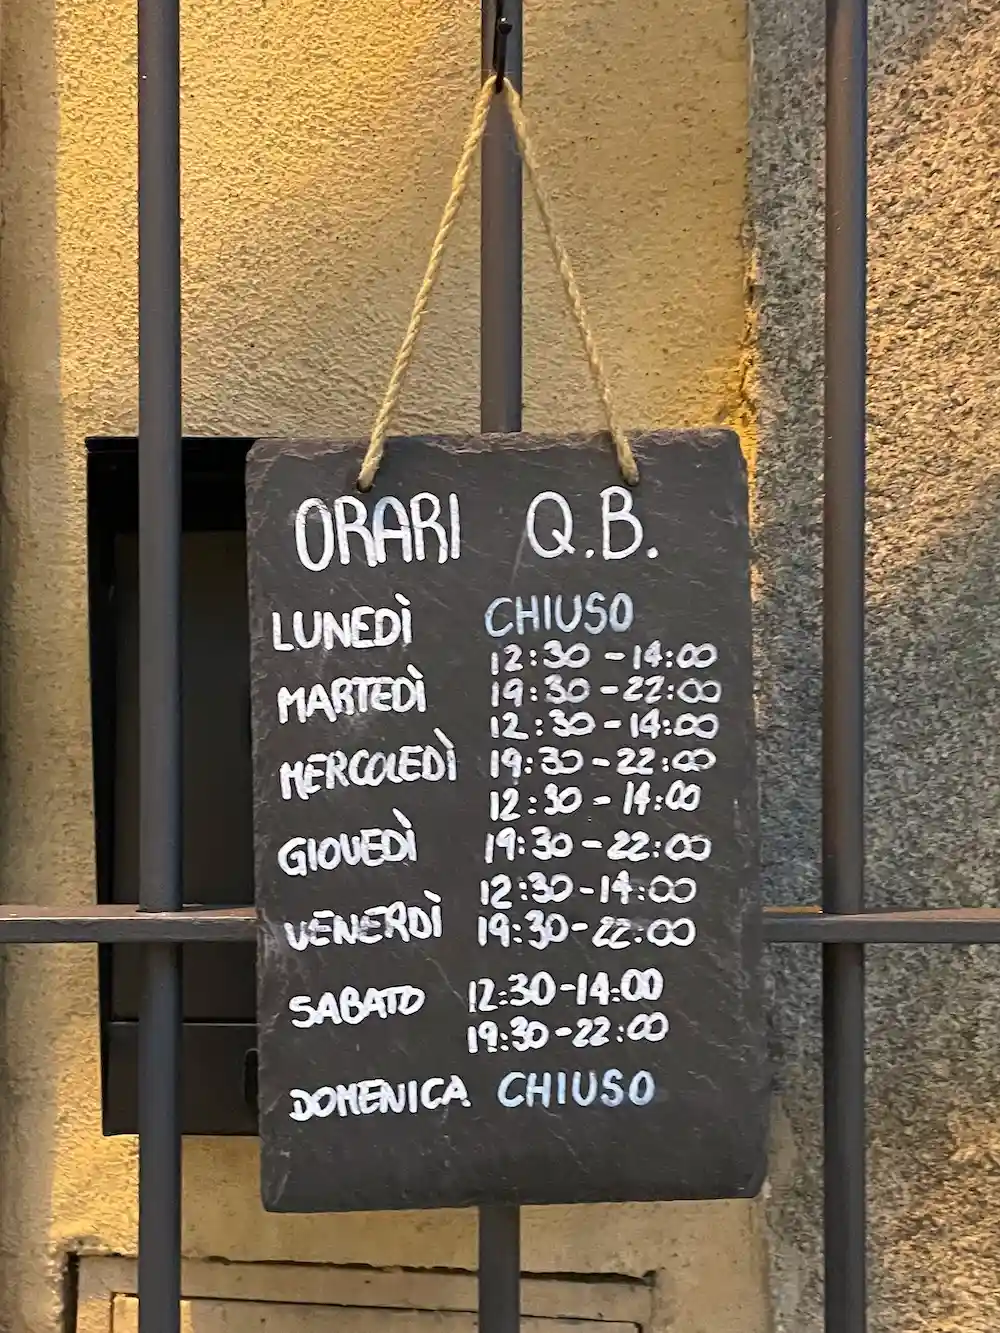 ORARI Q.B.
LUNEDÌ CHIUSO
12:30-14:00
MARTEDÌ 19:30-22:00
12:30-14:00
MERCOLEDÌ 19:30-22:00
12:30-14:00
GIOVEDÌ 19:30-22:00
12:30-14:00
VENERDÌ 19:30-22:00
SABATO 12:30-14:00
19:30-22:00
DOMENICA CHIUSO